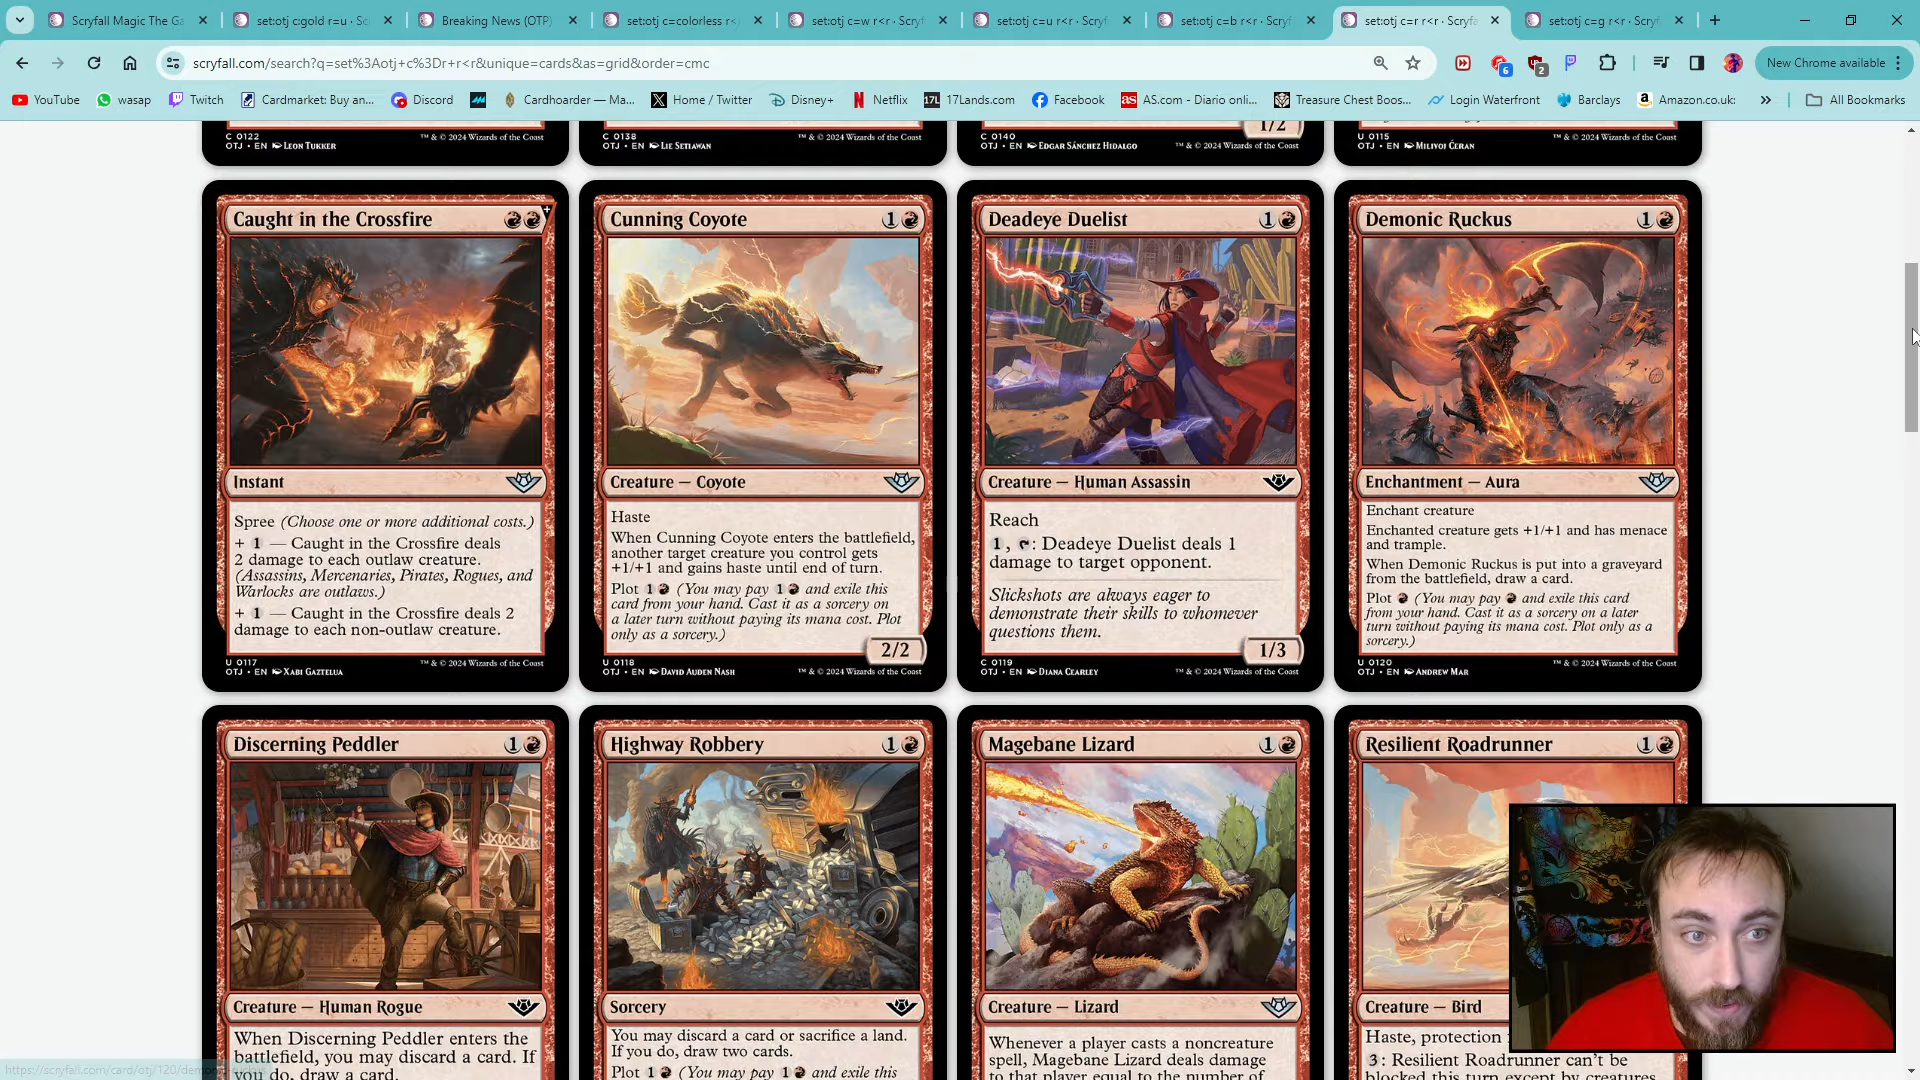 Scryfall Magic The Ga
set:otj c:gold r=u · Sc
Breaking News (OTP)
set:otj c=colorless r<
set:otj c=w r<r · Scryf
set:otj c=u r<r · Scryf
set:otj c=b r<r · Scryf
set:otj c=r r<r · Scryfa
set:otj c=g r<r · Scryf
scryfall.com/search?q=set%3Aotj+c%3Dr+r<r&unique=cards&as=grid&order=cmc
6
2
New Chrome available
YouTube
wasap
Twitch
Cardmarket: Buy an...
Discord
Cardhoarder — Ma...
Home / Twitter
Disney+
Netflix
17L
17Lands.com
Facebook
as
AS.com - Diario onli...
Treasure Chest Boos...
Login Waterfront
Barclays
Amazon.co.uk:
All Bookmarks
C 0122
OTJ • EN LEON TUKKER
™ & © 2024 Wizards of the Coast
C 0138
OTJ • EN LIE SETIAWAN
™ & © 2024 Wizards of the Coast
1/2
C 0140
OTJ • EN EDGAR SÁNCHEZ HIDALGO
™ & © 2024 Wizards of the Coast
U 0115
OTJ • EN MILIVOJ ĆERAN
™ & © 2024 Wizards of the Coast
Caught in the Crossfire
Instant
Spree (Choose one or more additional costs.)
+ 1 — Caught in the Crossfire deals
2 damage to each outlaw creature.
(Assassins, Mercenaries, Pirates, Rogues, and
Warlocks are outlaws.)
+ 1 — Caught in the Crossfire deals 2
damage to each non-outlaw creature.
U 0117
OTJ • EN XABI GAZTELUA
™ & © 2024 Wizards of the Coast
Cunning Coyote 1
Creature — Coyote
Haste
When Cunning Coyote enters the battlefield,
another target creature you control gets
+1/+1 and gains haste until end of turn.
Plot 1 (You may pay 1 and exile this
card from your hand. Cast it as a sorcery on
a later turn without paying its mana cost. Plot
only as a sorcery.)
2/2
U 0118
OTJ • EN DAVID AUDEN NASH
™ & © 2024 Wizards of the Coast
Deadeye Duelist 1
Creature — Human Assassin
Reach
1, : Deadeye Duelist deals 1
damage to target opponent.
Slickshots are always eager to
demonstrate their skills to whomever
questions them.
1/3
C 0119
OTJ • EN DIANA CEARLEY
™ & © 2024 Wizards of the Coast
Demonic Ruckus 1
Enchantment — Aura
Enchant creature
Enchanted creature gets +1/+1 and has menace
and trample.
When Demonic Ruckus is put into a graveyard
from the battlefield, draw a card.
Plot (You may pay and exile this card
from your hand. Cast it as a sorcery on a later
turn without paying its mana cost. Plot only as a
sorcery.)
U 0120
OTJ • EN ANDREW MAR
™ & © 2024 Wizards of the Coast
Discerning Peddler 1
Creature — Human Rogue
When Discerning Peddler enters the
battlefield, you may discard a card. If
you do, draw a card.
Highway Robbery 1
Sorcery
You may discard a card or sacrifice a land.
If you do, draw two cards.
Plot 1 (You may pay 1 and exile this
Magebane Lizard 1
Creature — Lizard
Whenever a player casts a noncreature
spell, Magebane Lizard deals damage
to that player equal to the number of
Resilient Roadrunner 1
Creature — Bird
Haste, protection
3: Resilient Roadrunner can't be
blocked this turn except by creatures